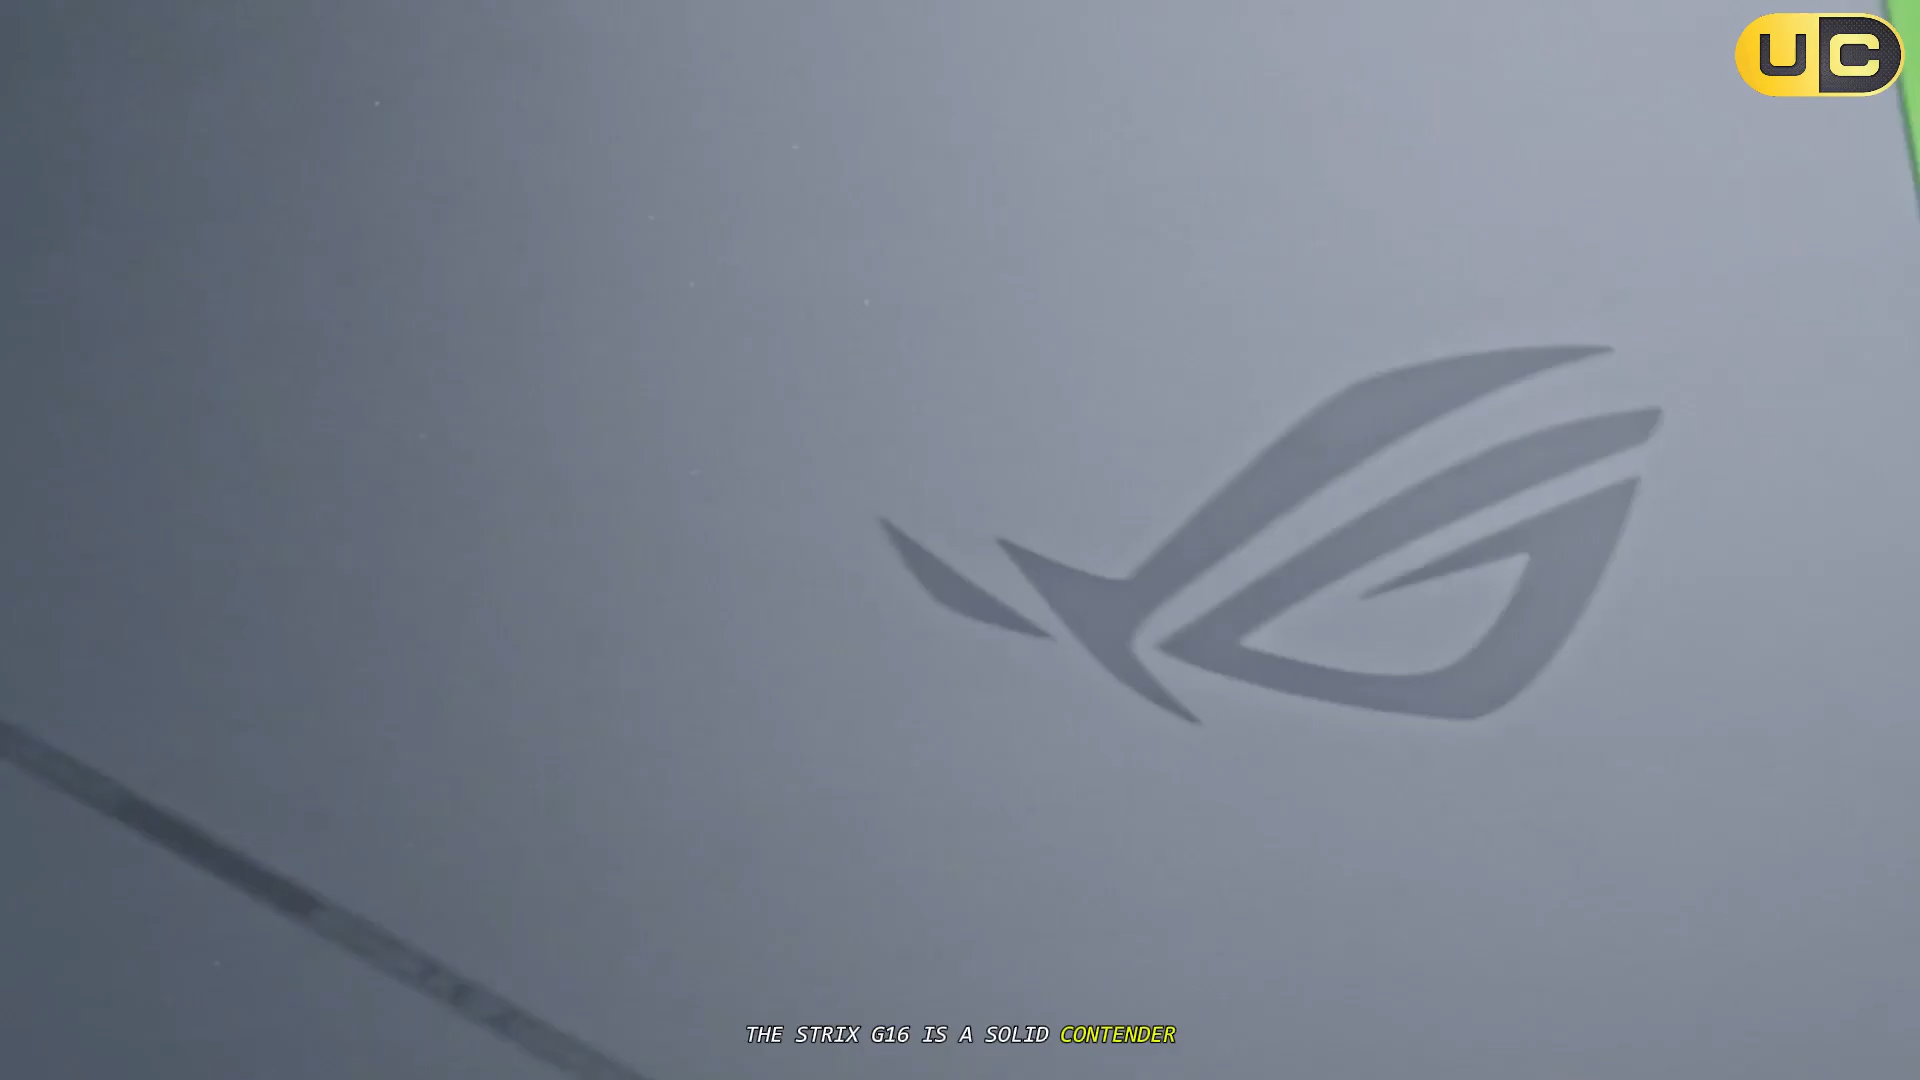 UC
THE STRIX G16 IS A SOLID CONTENDER